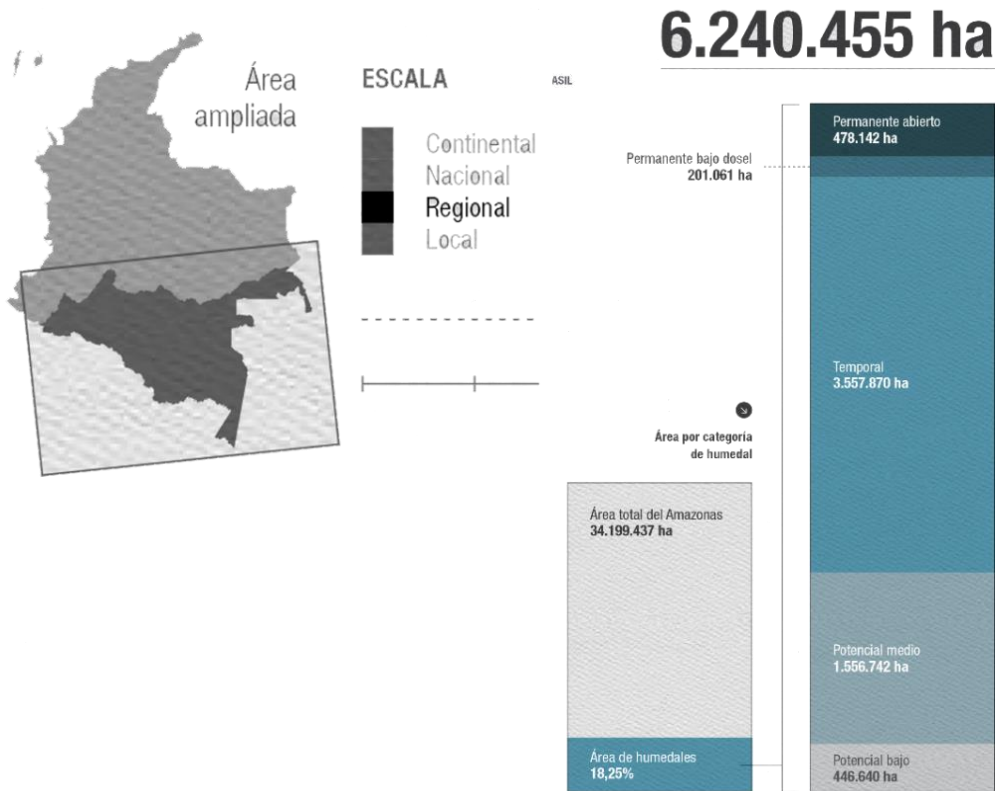 6.240.455 ha
Área
ampliada
ESCALA
Continental
Nacional
Regional
Local
ASIL
Permanente abierto
478.142 ha
Permanente bajo dosel
201.061 ha
Temporal
3.557.870 ha
Área por categoría
de humedal
Área total del Amazonas
34.199.437 ha
Potencial medio
1.556.742 ha
Área de humedales
18,25%
Potencial bajo
446.640 ha